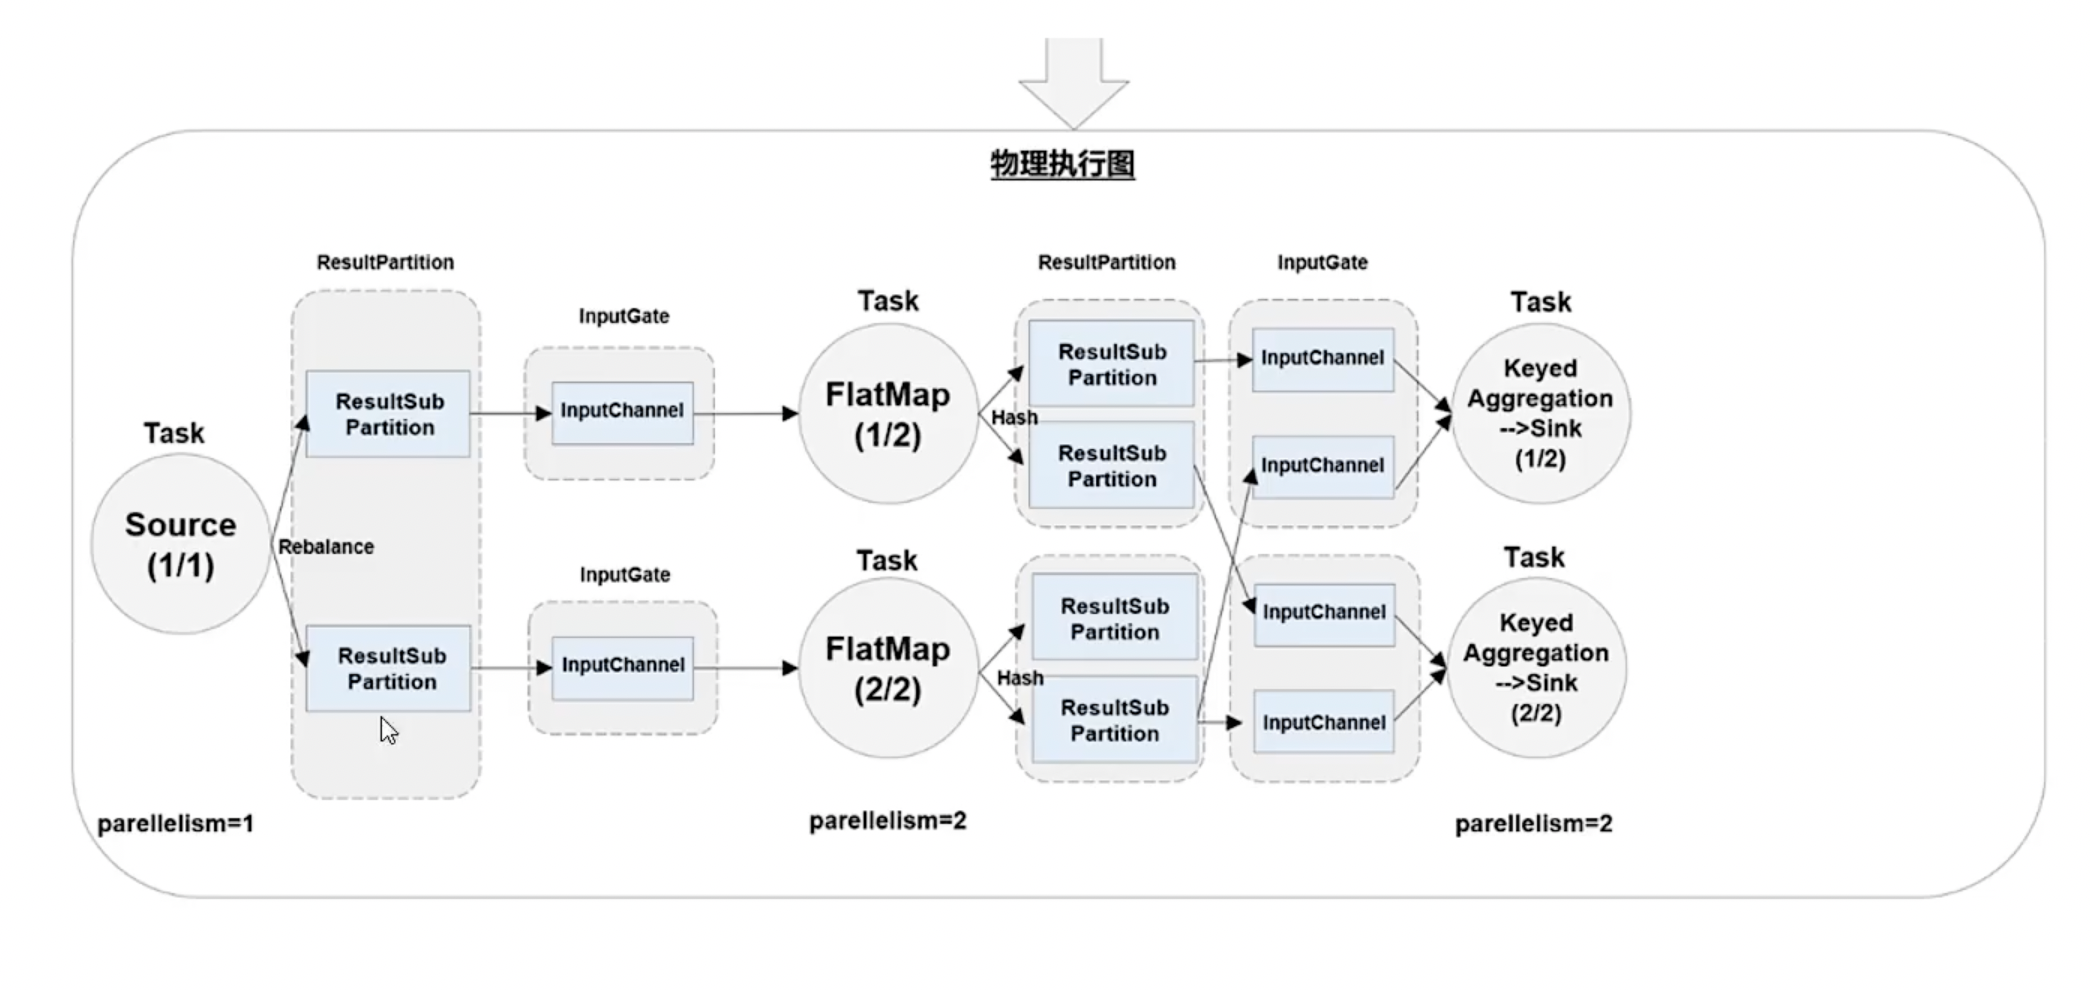 物理执行图
ResultPartition
ResultSub
Partition
ResultSub
Partition
Task
Source
(1/1)
Rebalance
parellelism=1
InputGate
InputChannel
InputGate
InputChannel
Task
FlatMap
(1/2)
Hash
Task
FlatMap
(2/2)
Hash
parellelism=2
ResultPartition
ResultSub
Partition
ResultSub
Partition
ResultSub
Partition
ResultSub
Partition
InputGate
InputChannel
InputChannel
InputChannel
InputChannel
Task
Keyed
Aggregation
-->Sink
(1/2)
Task
Keyed
Aggregation
-->Sink
(2/2)
parellelism=2